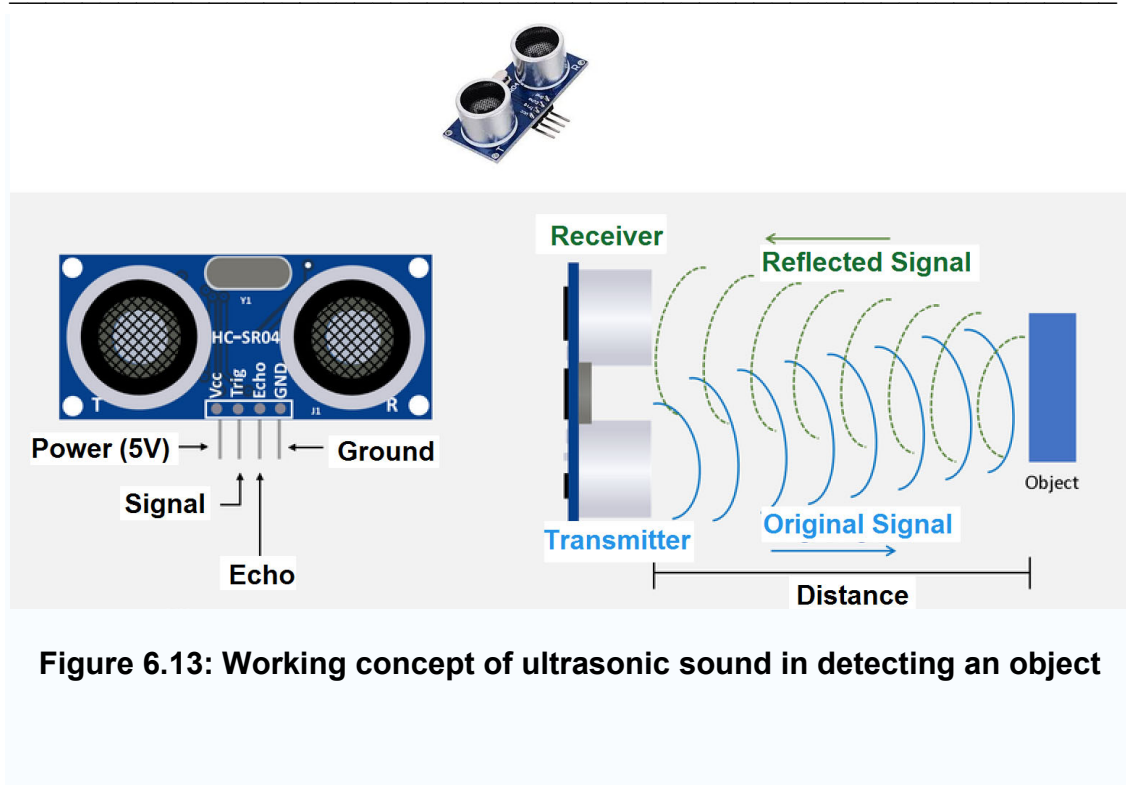 Receiver
Reflected Signal
Y1
HC-SR04
Vcc
Trig
Echo
GND
T
J1
R
Power (5V)
Ground
Signal
Echo
Object
Transmitter
Original Signal
Distance
Figure 6.13: Working concept of ultrasonic sound in detecting an object